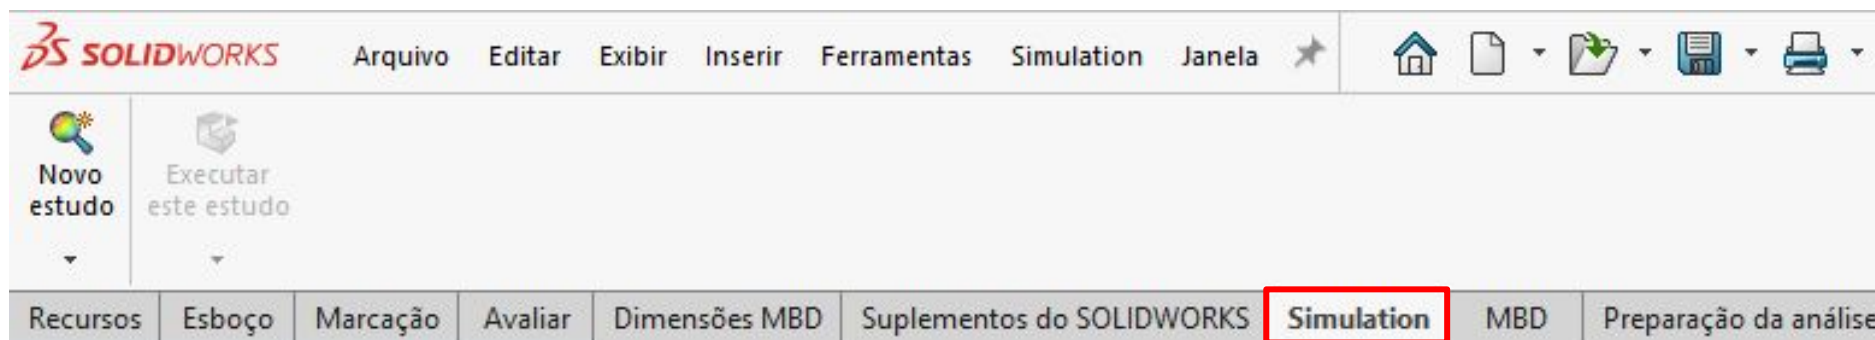 SOLIDWORKS Arquivo Editar Exibir Inserir Ferramentas Simulation Janela
Novo estudo
Executar este estudo
Recursos Esboço Marcação Avaliar Dimensões MBD Suplementos do SOLIDWORKS Simulation MBD Preparação da análise